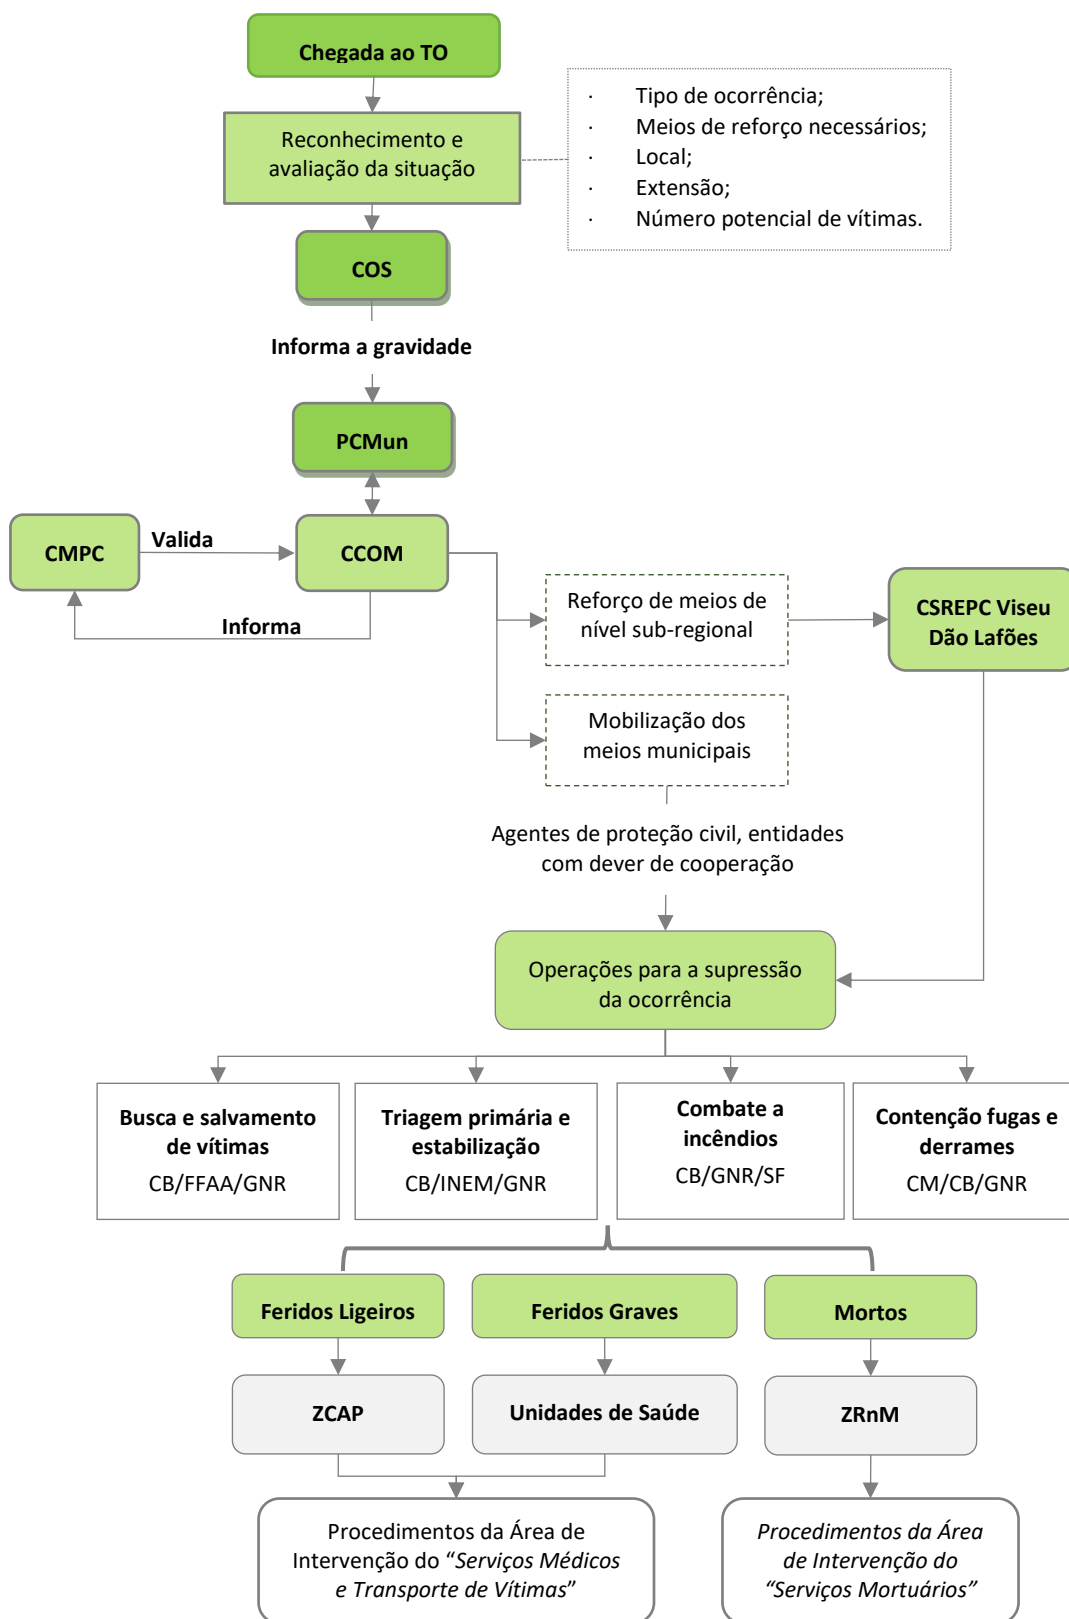 Chegada ao TO
Reconhecimento e
avaliação da situação
· Tipo de ocorrência;
· Meios de reforço necessários;
· Local;
· Extensão;
· Número potencial de vítimas.
COS
Informa a gravidade
PCMun
CMPC
Valida
CCOM
Informa
Reforço de meios de
nível sub-regional
CSREPC Viseu
Dão Lafões
Mobilização dos
meios municipais
Agentes de proteção civil, entidades
com dever de cooperação
Operações para a supressão
da ocorrência
Busca e salvamento
de vítimas
CB/FFAA/GNR
Triagem primária e
estabilização
CB/INEM/GNR
Combate a
incêndios
CB/GNR/SF
Contenção fugas e
derrames
CM/CB/GNR
Feridos Ligeiros
Feridos Graves
Mortos
ZCAP
Unidades de Saúde
ZRnM
Procedimentos da Área de
Intervenção do “Serviços Médicos
e Transporte de Vítimas”
Procedimentos da Área
de Intervenção do
“Serviços Mortuários”